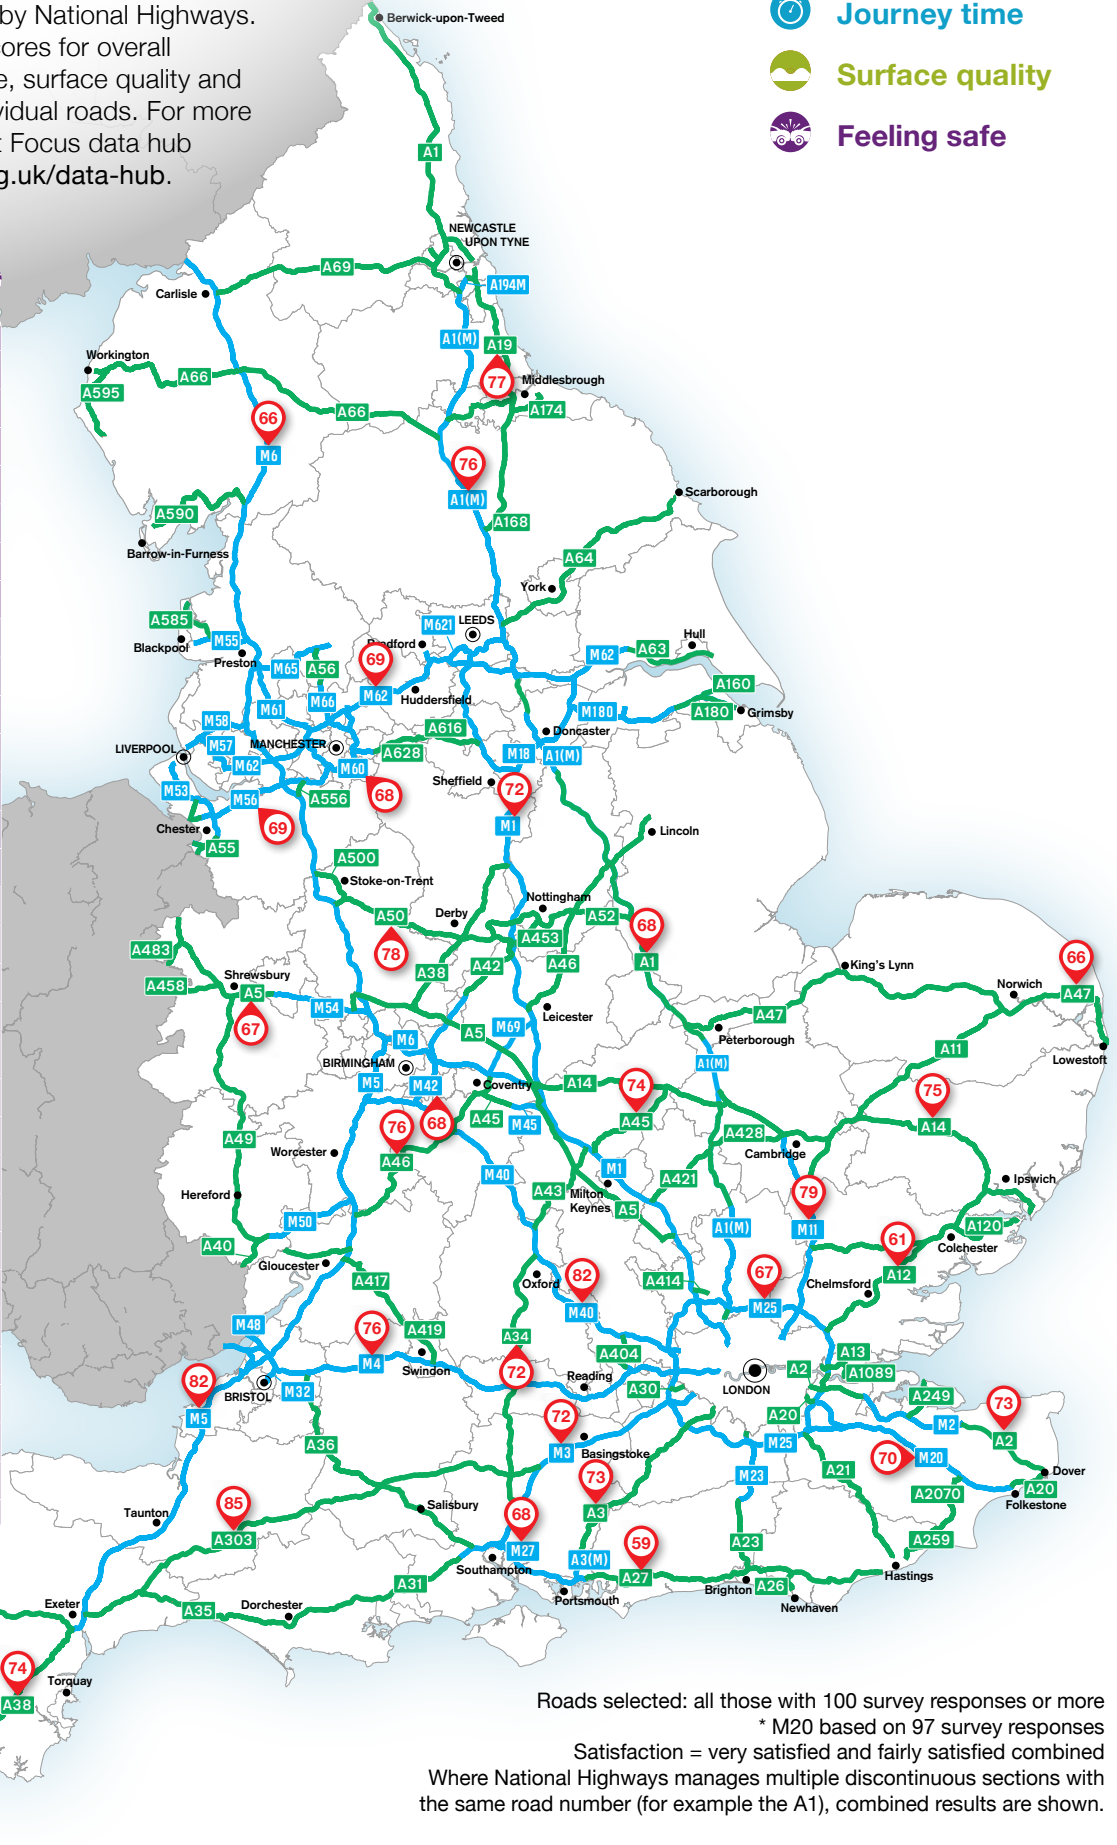 by National Highways.
cores for overall
e, surface quality and
vidual roads. For more
t Focus data hub
g.uk/data-hub.
Journey time
Surface quality
Feeling safe
Berwick-upon-Tweed
A1
NEWCASTLE
UPON TYNE
A69
A194M
Carlisle
A1(M)
A19
Workington
A66
77
Middlesbrough
A595
A66
A174
66
M6
76
A1(M)
Scarborough
A590
A168
Barrow-in-Furness
A64
York
A585
M621
LEEDS
Blackpool
M55
Bradford
Hull
Preston
M65
A56
69
M62
A63
M62
Huddersfield
A160
M66
M61
M180
A180
Grimsby
M58
A616
Doncaster
M57
MANCHESTER
LIVERPOOL
A628
M18
A1(M)
M62
M60
Sheffield
M53
M56
A556
68
72
69
M1
Chester
Lincoln
A55
A500
Stoke-on-Trent
Nottingham
A50
Derby
A52
68
A483
78
A453
A1
A458
Shrewsbury
A38
A42
A46
King's Lynn
66
A5
M54
Norwich
A47
67
Leicester
A47
A5
M69
Peterborough
M6
A11
Lowestoft
BIRMINGHAM
A1(M)
M5
M42
Coventry
A14
74
75
76
68
A45
M45
A45
A428
A14
A49
Cambridge
Worcester
A46
M40
M1
A421
Ipswich
Hereford
A43
Milton
Keynes
79
A5
M50
A1(M)
M11
A120
A40
61
Colchester
Gloucester
A417
Oxford
82
A414
67
Chelmsford
A12
M40
M25
M48
76
A419
A34
A404
A13
M4
Swindon
72
Reading
A2
A1089
82
LONDON
BRISTOL
M32
A30
A249
M5
72
A20
M2
73
A36
M3
Basingstoke
M25
A2
70
M20
73
M23
A21
Dover
A2070
A20
Folkestone
85
Salisbury
A3
Taunton
A303
68
59
A23
A259
M27
A3(M)
Southampton
A27
Hastings
A31
Brighton
A26
Portsmouth
Newhaven
Exeter
A35
Dorchester
74
Torquay
A38
Roads selected: all those with 100 survey responses or more
* M20 based on 97 survey responses
Satisfaction = very satisfied and fairly satisfied combined
Where National Highways manages multiple discontinuous sections with
the same road number (for example the A1), combined results are shown.